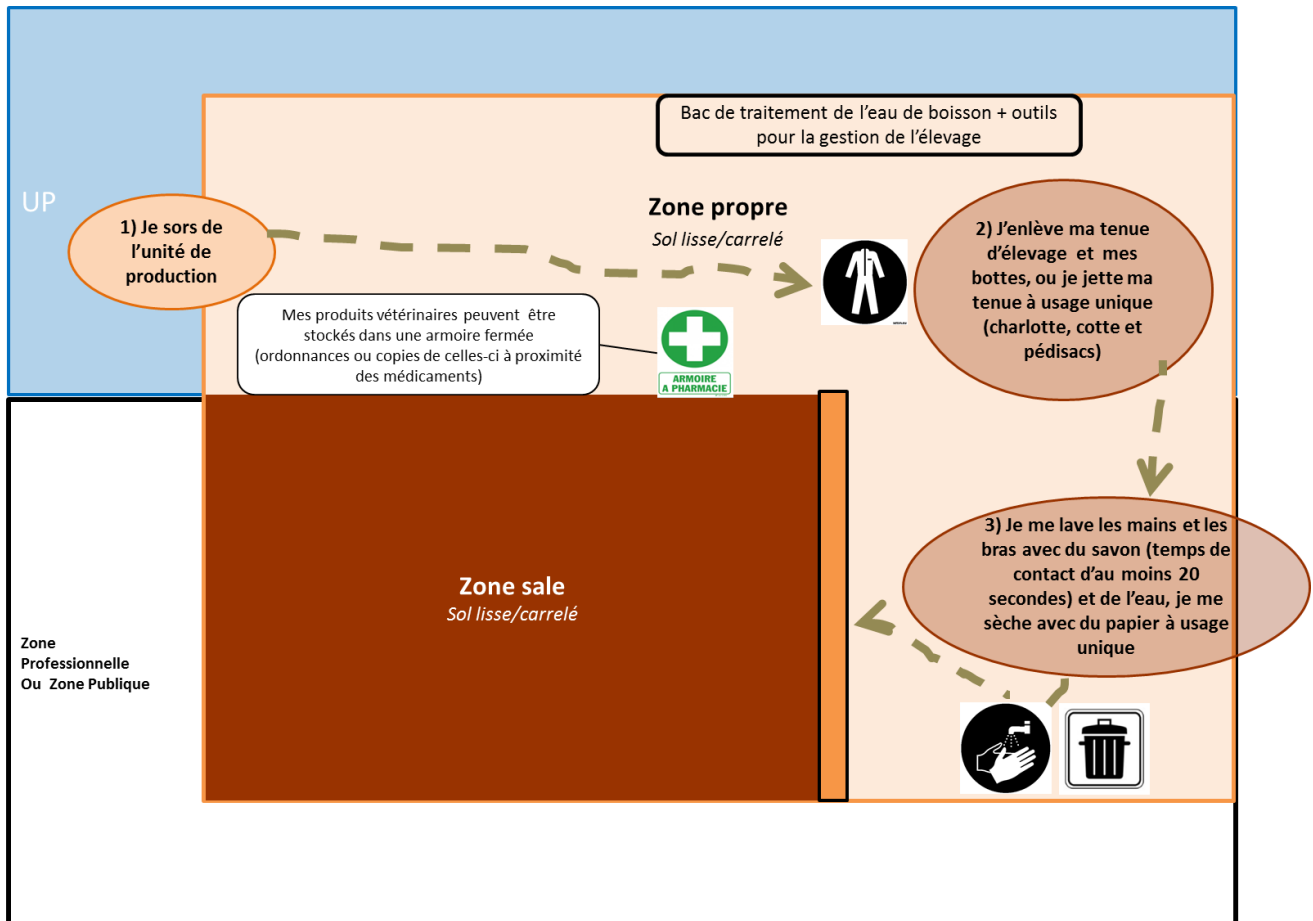 Bac de traitement de l'eau de boisson + outils
pour la gestion de l'élevage
UP
1) Je sors de
l'unité de
production
Zone propre
Sol lisse/carrelé
2) J'enlève ma tenue
d'élevage et mes
bottes, ou je jette ma
tenue à usage unique
(charlotte, cotte et
pédisacs)
Mes produits vétérinaires peuvent être
stockés dans une armoire fermée
(ordonnances ou copies de celles-ci à proximité
des médicaments)
ARMOIRE
A PHARMACIE
3) Je me lave les mains et les
bras avec du savon (temps de
contact d'au moins 20
secondes) et de l'eau, je me
sèche avec du papier à usage
unique
Zone sale
Sol lisse/carrelé
Zone
Professionnelle
Ou Zone Publique